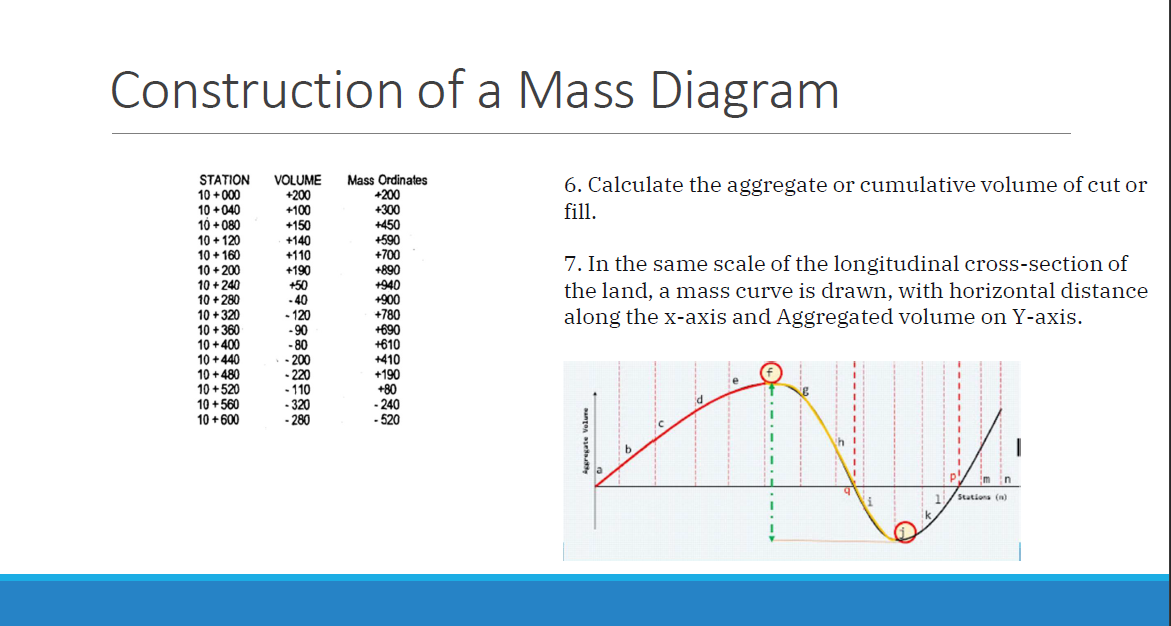 Construction of a Mass Diagram
STATION VOLUME Mass Ordinates
10 + 000 +200 +200
10 + 040 +100 +300
10 + 080 +150 +450
10 + 120 +140 +590
10 + 160 +110 +700
10 + 200 +190 +890
10 + 240 +50 +940
10 + 280 - 40 +900
10 + 320 - 120 +780
10 + 360 - 90 +690
10 + 400 - 80 +610
10 + 440 - 200 +410
10 + 480 - 220 +190
10 + 520 - 110 +80
10 + 560 - 320 - 240
10 + 600 - 280 - 520
6. Calculate the aggregate or cumulative volume of cut or
fill.
7. In the same scale of the longitudinal cross-section of
the land, a mass curve is drawn, with horizontal distance
along the x-axis and Aggregated volume on Y-axis.
Aggregate Volume
a
b
c
d
e
f
g
h
q
i
j
k
l
p
m
n
Stations (n)